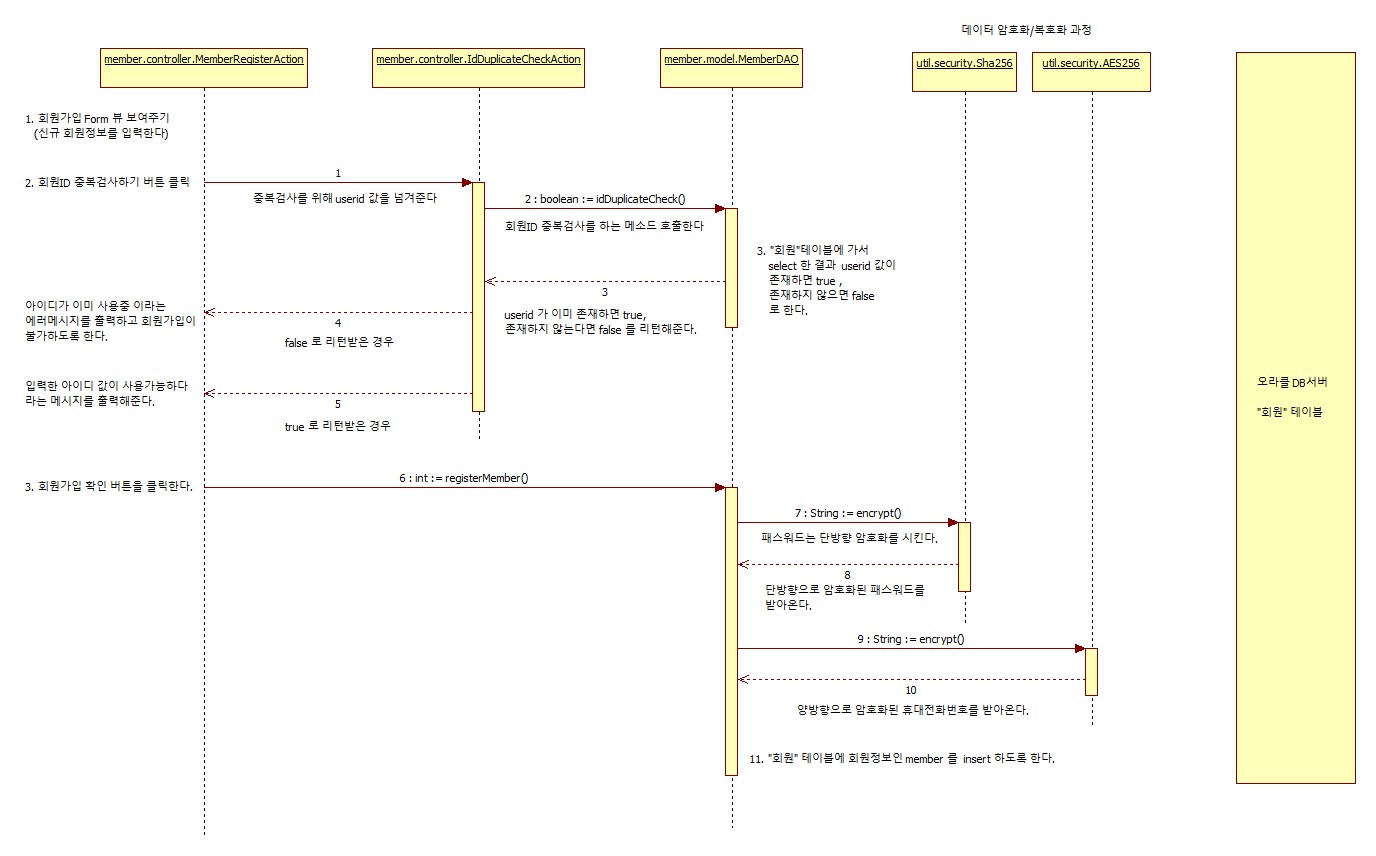 데이터 암호화/복호화 과정
member.controller.MemberRegisterAction
member.controller.IdDuplicateCheckAction
member.model.MemberDAO
util.security.Sha256
util.security.AES256
1. 회원가입 Form 뷰 보여주기
(신규 회원정보를 입력한다)
2. 회원ID 중복검사하기 버튼 클릭
1
중복검사를 위해 userid 값을 넘겨준다
2 : boolean := idDuplicateCheck()
회원ID 중복검사를 하는 메소드 호출한다
3. "회원"테이블에 가서
select 한 결과 userid 값이
존재하면 true ,
존재하지 않으면 false
로 한다.
3
userid 가 이미 존재하면 true,
존재하지 않는다면 false 를 리턴해준다.
아이디가 이미 사용중 이라는
에러메시지를 출력하고 회원가입이
불가하도록 한다.
4
false 로 리턴받은 경우
입력한 아이디 값이 사용가능하다
라는 메시지를 출력해준다.
5
true 로 리턴받은 경우
오라클 DB서버
"회원" 테이블
3. 회원가입 확인 버튼을 클릭한다.
6 : int := registerMember()
7 : String := encrypt()
패스워드는 단방향 암호화를 시킨다.
8
단방향으로 암호화된 패스워드를
받아온다.
9 : String := encrypt()
10
양방향으로 암호화된 휴대전화번호를 받아온다.
11. "회원" 테이블에 회원정보인 member 를 insert 하도록 한다.